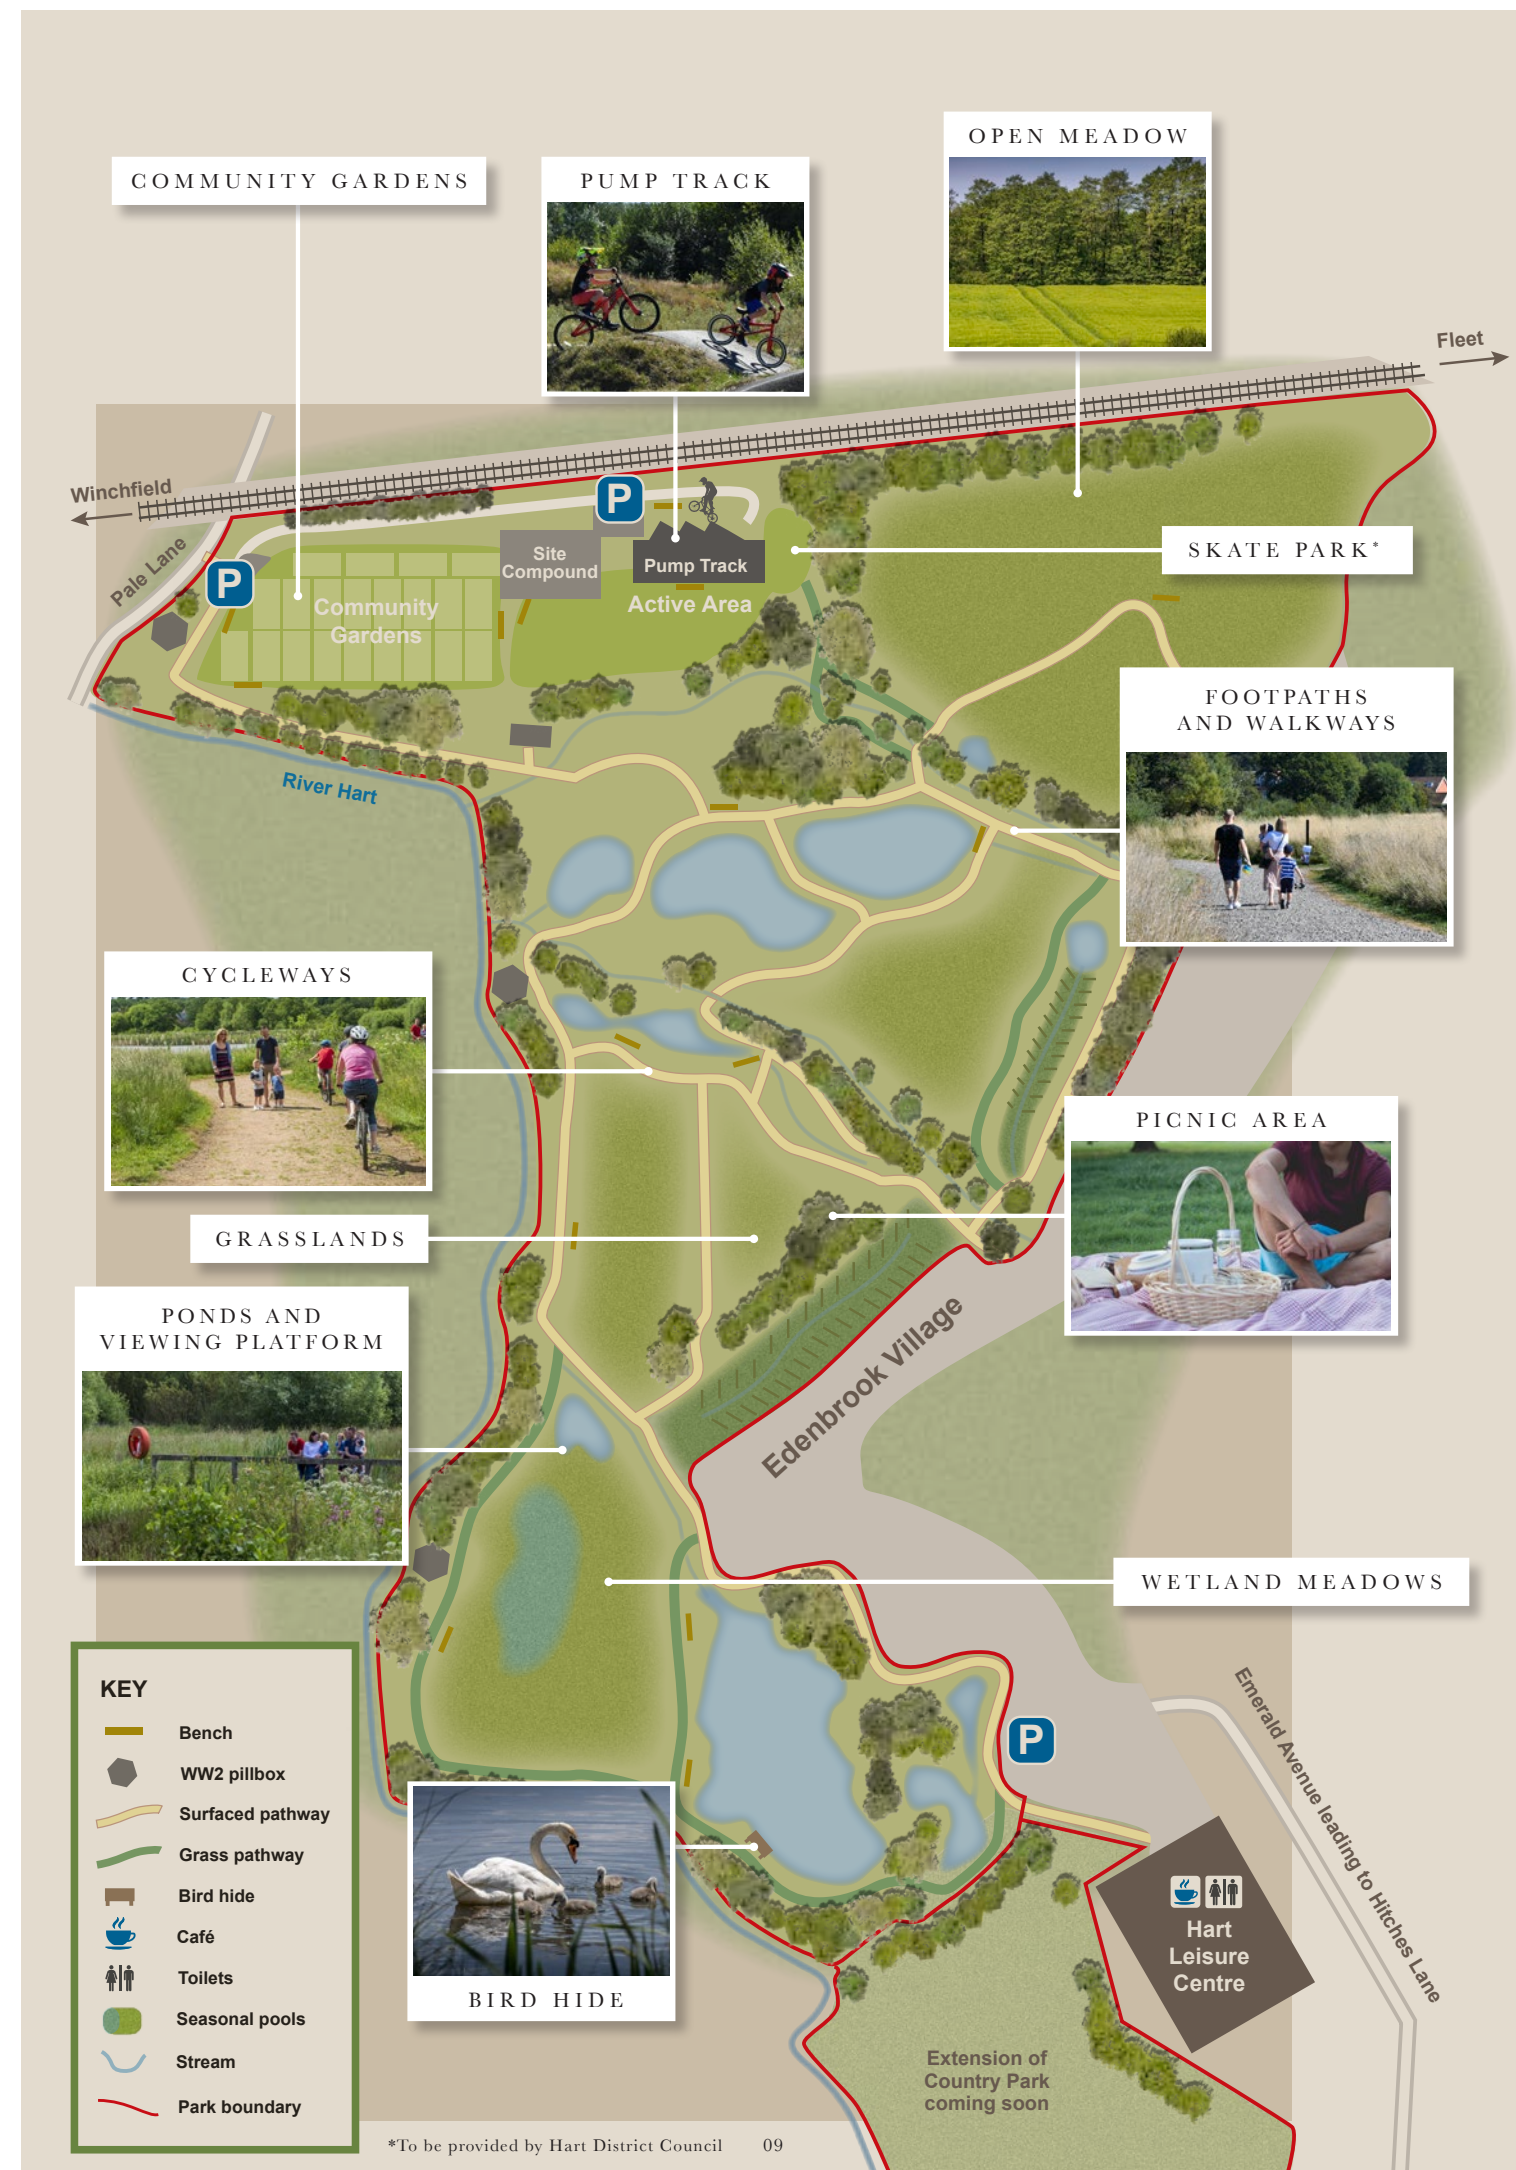 OPEN MEADOW
COMMUNITY GARDENS
PUMP TRACK
Fleet
Winchfield
P
Pale Lane
P
Site
Compound
Pump Track
SKATE PARK*
Community
Gardens
Active Area
FOOTPATHS
AND WALKWAYS
River Hart
CYCLEWAYS
PICNIC AREA
GRASSLANDS
PONDS AND
VIEWING PLATFORM
Edenbrook Village
WETLAND MEADOWS
KEY
Bench
WW2 pillbox
Surfaced pathway
Grass pathway
Bird hide
Café
Toilets
Seasonal pools
Stream
Park boundary
P
Emerald Avenue leading to Hitches Lane
BIRD HIDE
Hart
Leisure
Centre
Extension of
Country Park
coming soon
*To be provided by Hart District Council
09